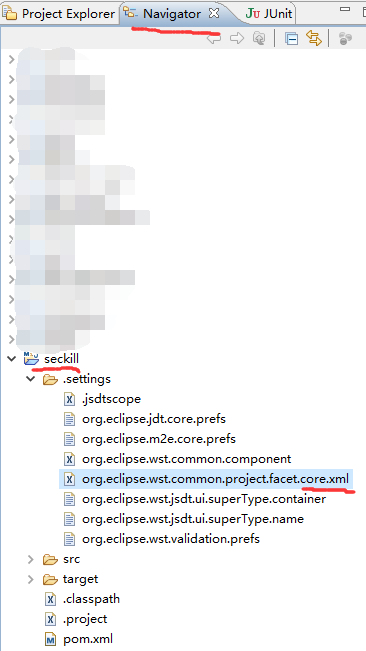 Project Explorer Navigator JUnit
seckill
.settings
.jsdtscope
org.eclipse.jdt.core.prefs
org.eclipse.m2e.core.prefs
org.eclipse.wst.common.component
org.eclipse.wst.common.project.facet.core.xml
org.eclipse.wst.jsdt.ui.superType.container
org.eclipse.wst.jsdt.ui.superType.name
org.eclipse.wst.validation.prefs
src
target
.classpath
.project
pom.xml